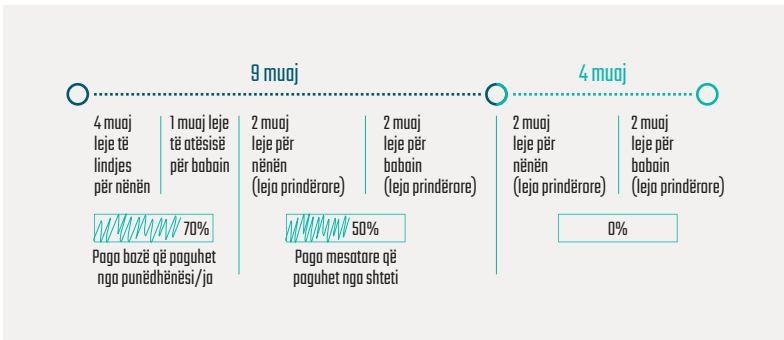 9 muaj
4 muaj
4 muaj
leje të
lindjes
për nënën
1 muaj leje
të atësisë
për babain
2 muaj
leje për
nënën
(leja prindërore)
2 muaj
leje për
babain
(leja prindërore)
2 muaj
leje për
nënën
(leja prindërore)
2 muaj
leje për
babain
(leja prindërore)
70%
Paga bazë që paguhet
nga punëdhënësi/ja
50%
Paga mesatare që
paguhet nga shteti
0%